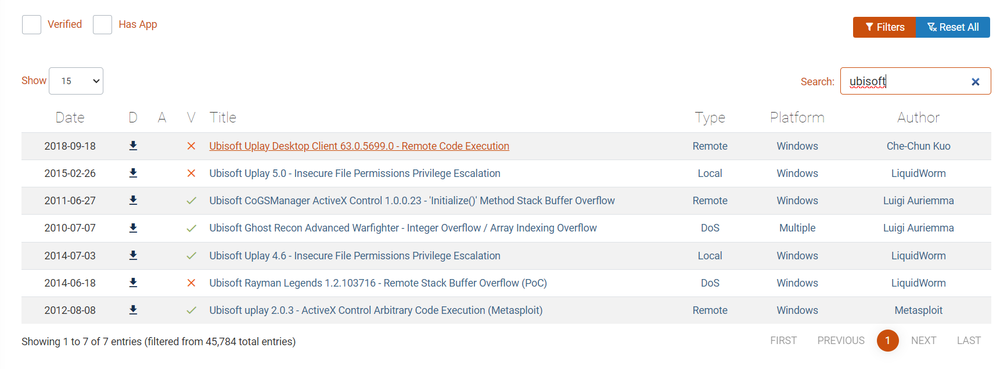 Verified Has App Filters Reset All
Show 15 Search: ubisoft
Date D A V Title Type Platform Author
2018-09-18 Ubisoft Uplay Desktop Client 63.0.5699.0 - Remote Code Execution Remote Windows Che-Chun Kuo
2015-02-26 Ubisoft Uplay 5.0 - Insecure File Permissions Privilege Escalation Local Windows LiquidWorm
2011-06-27 Ubisoft CoGSManager ActiveX Control 1.0.0.23 - 'Initialize()' Method Stack Buffer Overflow Remote Windows Luigi Auriemma
2010-07-07 Ubisoft Ghost Recon Advanced Warfighter - Integer Overflow / Array Indexing Overflow DoS Multiple Luigi Auriemma
2014-07-03 Ubisoft Uplay 4.6 - Insecure File Permissions Privilege Escalation Local Windows LiquidWorm
2014-06-18 Ubisoft Rayman Legends 1.2.103716 - Remote Stack Buffer Overflow (PoC) DoS Windows LiquidWorm
2012-08-08 Ubisoft uplay 2.0.3 - ActiveX Control Arbitrary Code Execution (Metasploit) Remote Windows Metasploit
Showing 1 to 7 of 7 entries (filtered from 45,784 total entries) FIRST PREVIOUS 1 NEXT LAST